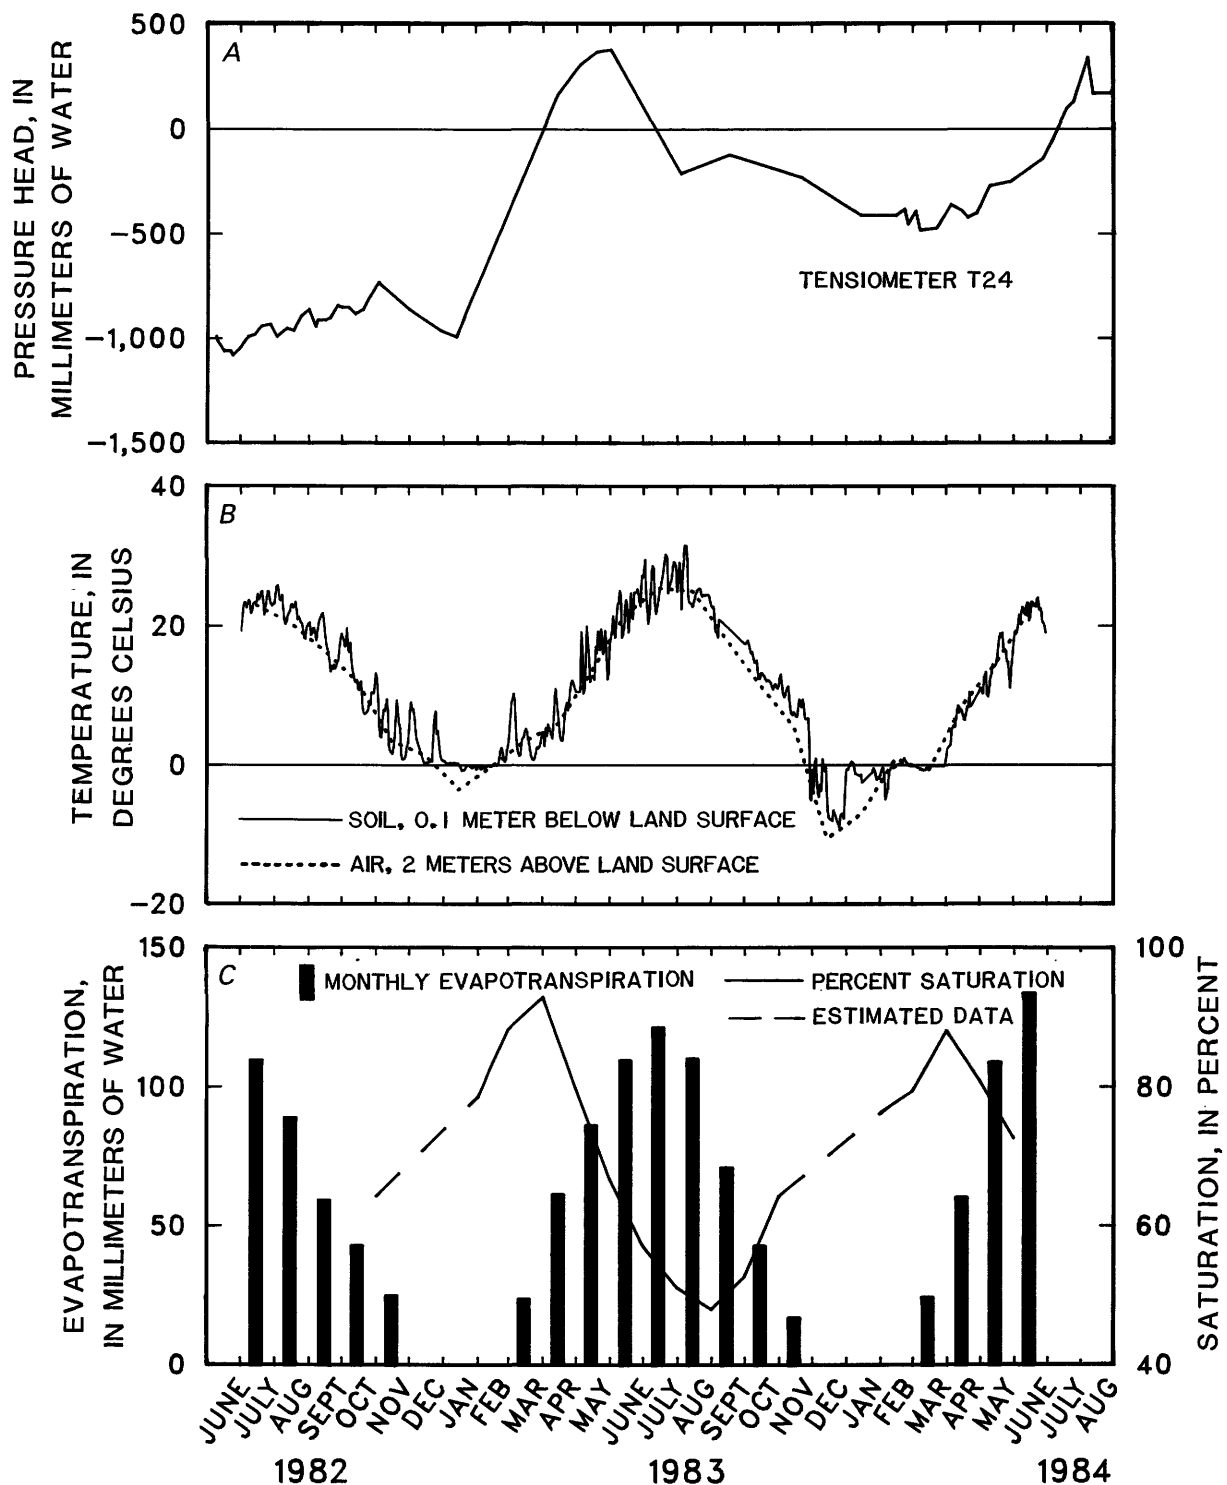 A
PRESSURE HEAD, IN
MILLIMETERS OF WATER
500
0
−500
−1,000
−1,500
TENSIOMETER T24
B
TEMPERATURE, IN
DEGREES CELSIUS
40
20
0
−20
SOIL, 0.1 METER BELOW LAND SURFACE
AIR, 2 METERS ABOVE LAND SURFACE
C
EVAPOTRANSPIRATION,
IN MILLIMETERS OF WATER
150
100
50
0
MONTHLY EVAPOTRANSPIRATION
PERCENT SATURATION
ESTIMATED DATA
100
80
60
40
SATURATION, IN PERCENT
JUNE JULY AUG SEPT OCT NOV DEC JAN FEB MAR APR MAY JUNE JULY AUG SEPT OCT NOV DEC JAN FEB MAR APR MAY JUNE JULY AUG
1982 1983 1984